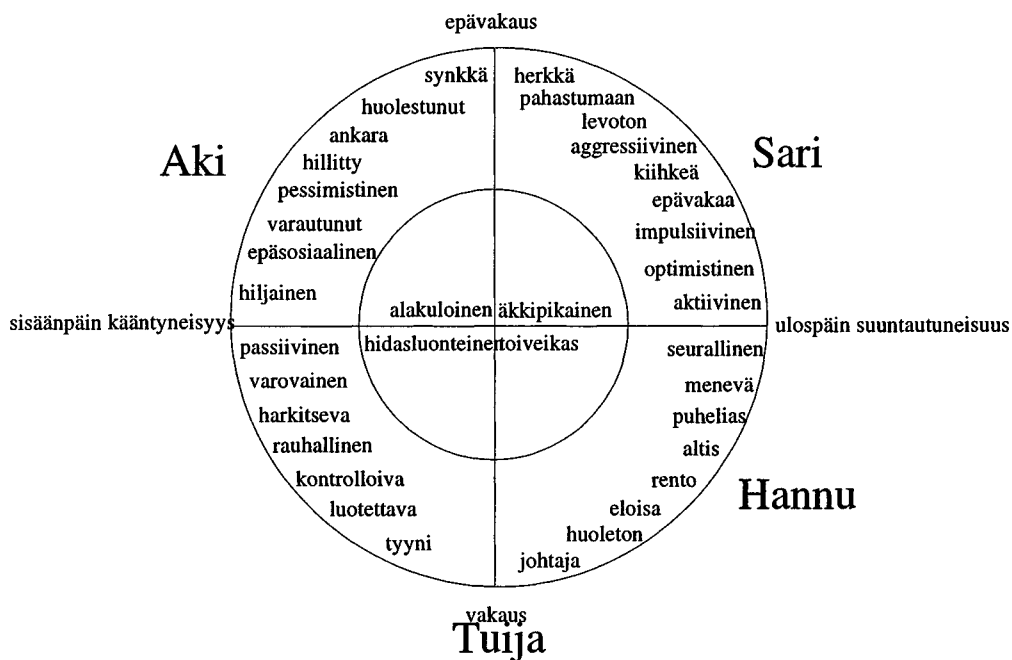 epävakaus
synkkä
huolestunut
ankara
hillitty
pessimistinen
varautunut
epäsosiaalinen
hiljainen
Aki
herkkä
pahastumaan
levoton
aggressiivinen
kiihkeä
epävakaa
impulsiivinen
optimistinen
aktiivinen
Sari
alakuloinen
äkkipikainen
sisäänpäin kääntyneisyys
ulospäin suuntautuneisuus
hidasluonteinen
toiveikas
passiivinen
varovainen
harkitseva
rauhallinen
kontrolloiva
luotettava
tyyni
seurallinen
menevä
puhelias
altis
rento
eloisa
huoleton
johtaja
Hannu
vakaus
Tuija